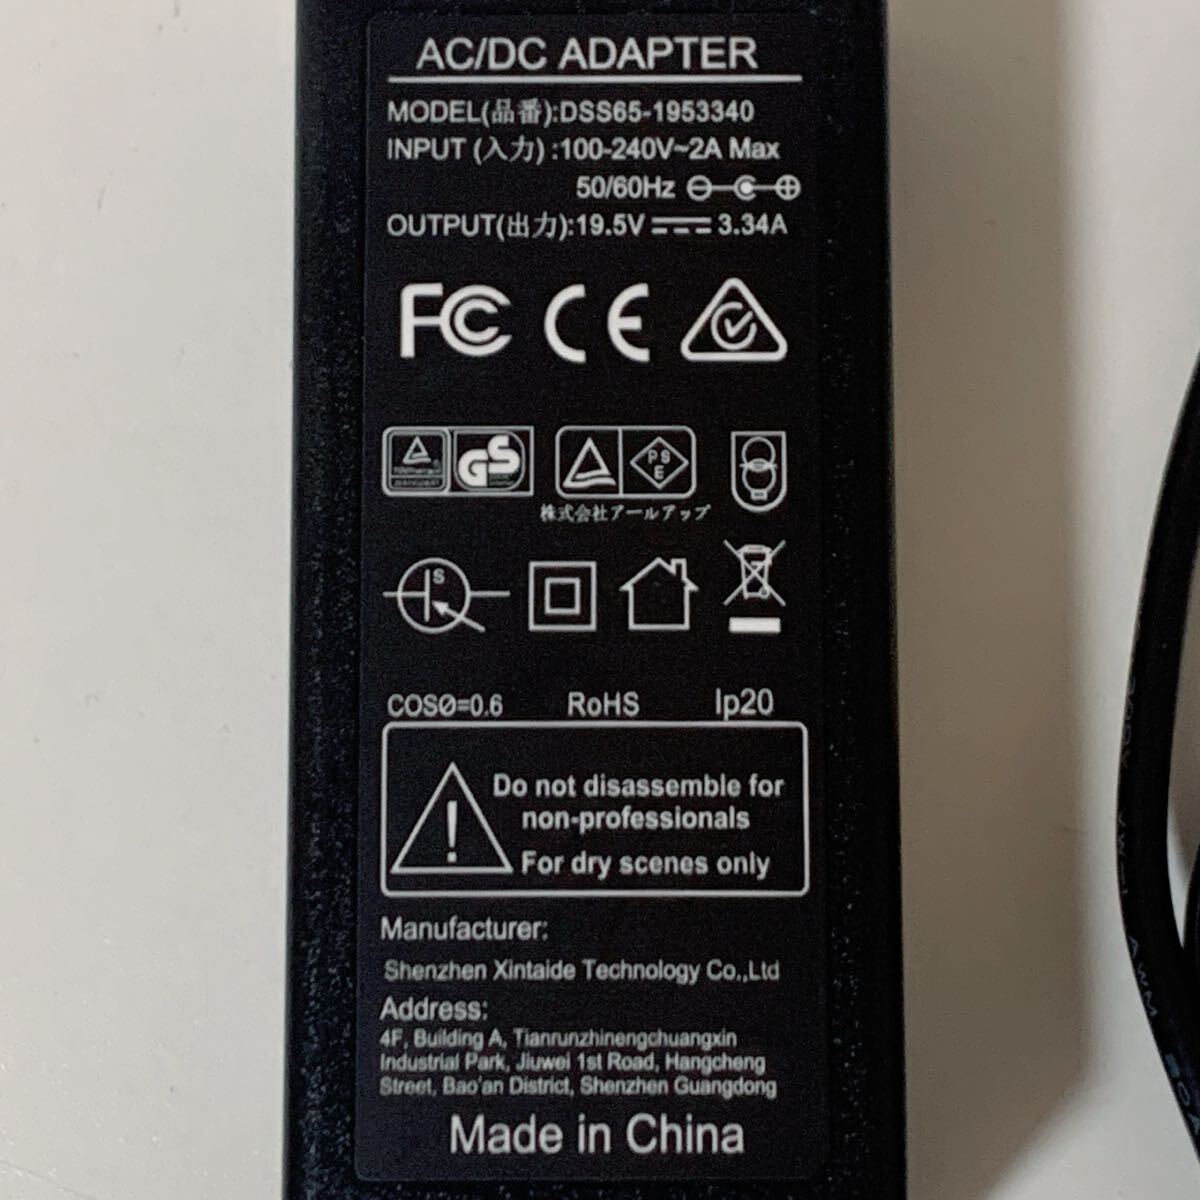 AC/DC ADAPTER
MODEL(品番):DSS65-1953340
INPUT (入力) :100-240V~2A Max
50/60Hz
OUTPUT(出力):19.5V 3.34A
FC CE
GS PSE
株式会社アールアップ
S
COSØ=0.6 RoHS Ip20
Do not disassemble for
non-professionals
For dry scenes only
Manufacturer:
Shenzhen Xintaide Technology Co.,Ltd
Address:
4F, Building A, Tianrunzhinengchuangxin
Industrial Park, Jiuwei 1st Road, Hangcheng
Street, Bao'an District, Shenzhen Guangdong
Made in China
AWM